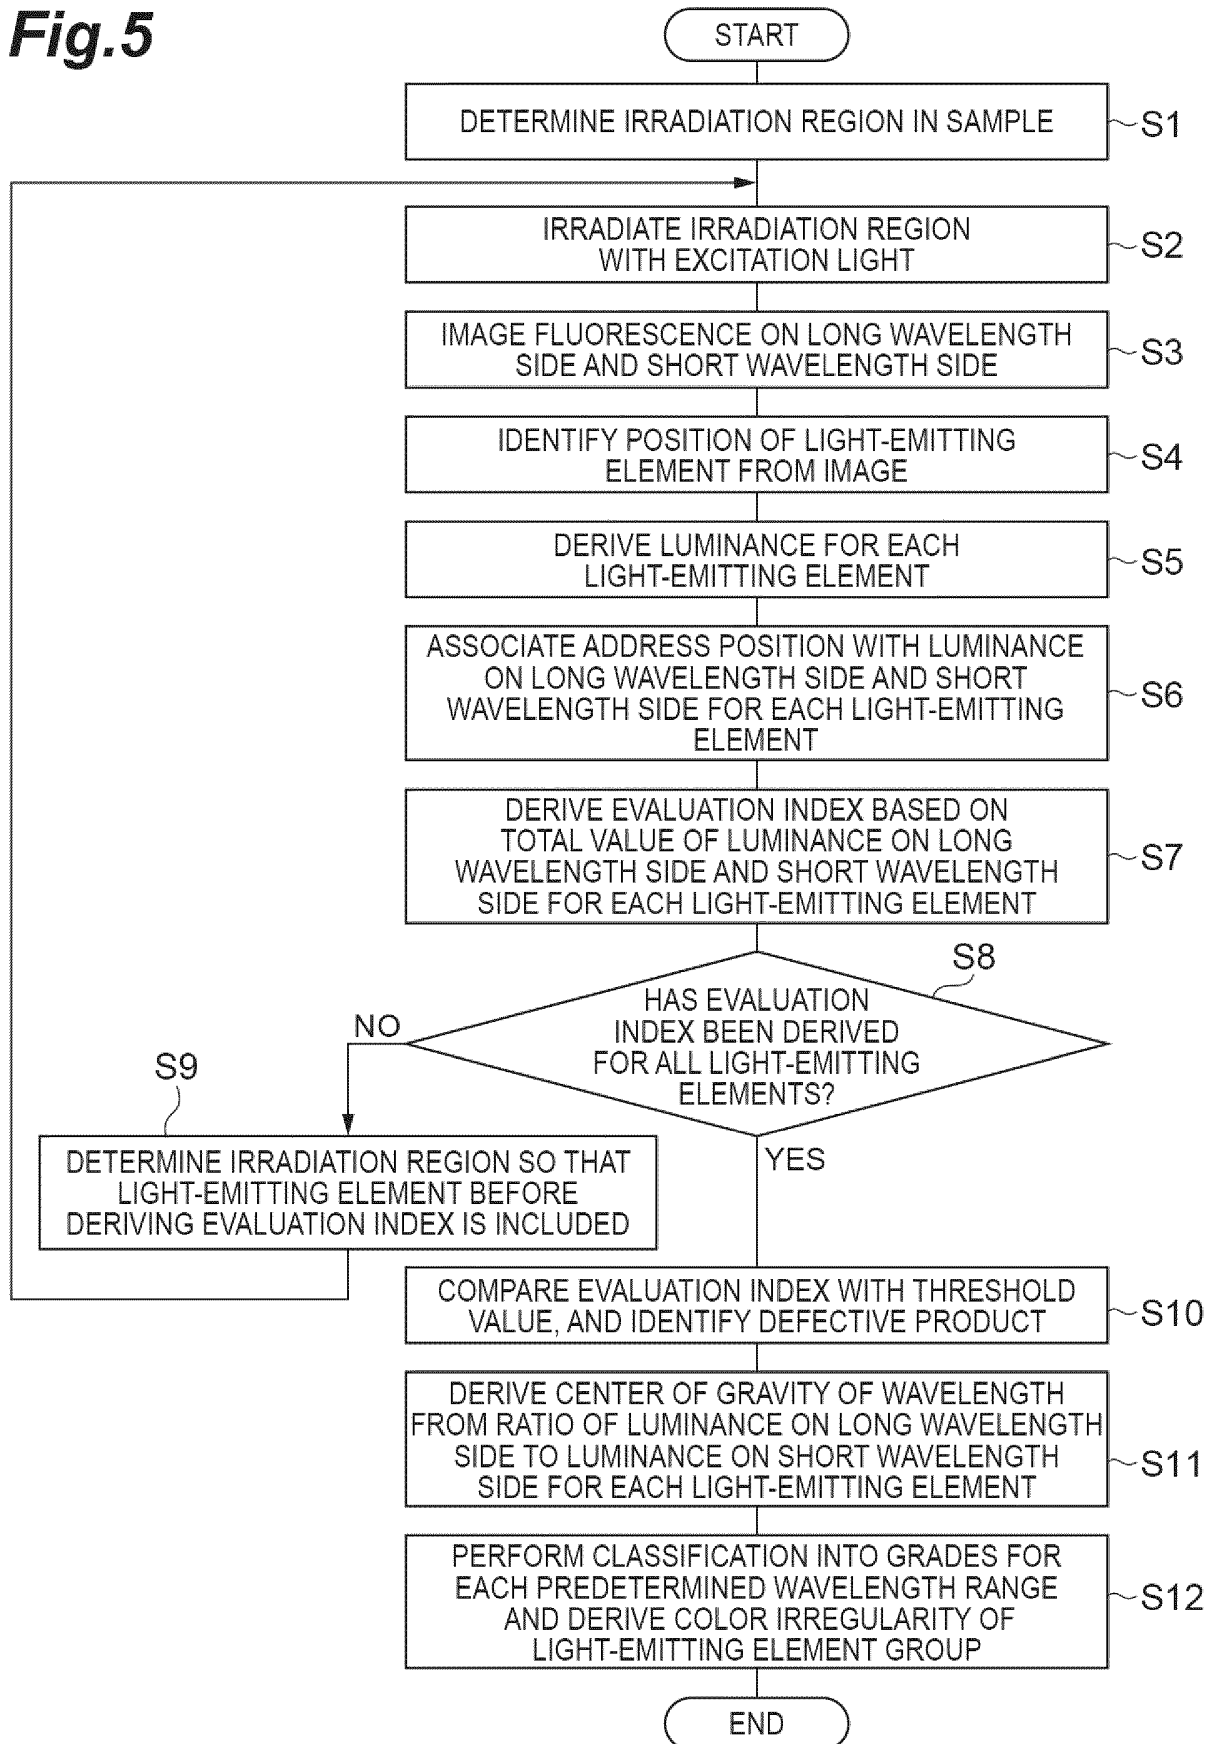 Fig.5
START
DETERMINE IRRADIATION REGION IN SAMPLE
S1
IRRADIATE IRRADIATION REGION
WITH EXCITATION LIGHT
S2
IMAGE FLUORESCENCE ON LONG WAVELENGTH
SIDE AND SHORT WAVELENGTH SIDE
S3
IDENTIFY POSITION OF LIGHT-EMITTING
ELEMENT FROM IMAGE
S4
DERIVE LUMINANCE FOR EACH
LIGHT-EMITTING ELEMENT
S5
ASSOCIATE ADDRESS POSITION WITH LUMINANCE
ON LONG WAVELENGTH SIDE AND SHORT
WAVELENGTH SIDE FOR EACH LIGHT-EMITTING
ELEMENT
S6
DERIVE EVALUATION INDEX BASED ON
TOTAL VALUE OF LUMINANCE ON LONG
WAVELENGTH SIDE AND SHORT WAVELENGTH
SIDE FOR EACH LIGHT-EMITTING ELEMENT
S7
S8
HAS EVALUATION
INDEX BEEN DERIVED
FOR ALL LIGHT-EMITTING
ELEMENTS?
NO
S9
DETERMINE IRRADIATION REGION SO THAT
LIGHT-EMITTING ELEMENT BEFORE
DERIVING EVALUATION INDEX IS INCLUDED
YES
COMPARE EVALUATION INDEX WITH THRESHOLD
VALUE, AND IDENTIFY DEFECTIVE PRODUCT
S10
DERIVE CENTER OF GRAVITY OF WAVELENGTH
FROM RATIO OF LUMINANCE ON LONG WAVELENGTH
SIDE TO LUMINANCE ON SHORT WAVELENGTH
SIDE FOR EACH LIGHT-EMITTING ELEMENT
S11
PERFORM CLASSIFICATION INTO GRADES FOR
EACH PREDETERMINED WAVELENGTH RANGE
AND DERIVE COLOR IRREGULARITY OF
LIGHT-EMITTING ELEMENT GROUP
S12
END